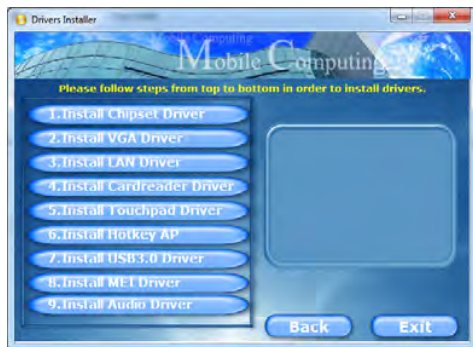 Drivers Installer
Mobile Computing
Mobile Computing
Please follow steps from top to bottom in order to install drivers.
1.Install Chipset Driver
2.Install VGA Driver
3.Install LAN Driver
4.Install Cardreader Driver
5.Install Touchpad Driver
6.Install Hotkey AP
7.Install USB3.0 Driver
8.Install MEI Driver
9.Install Audio Driver
Back
Exit